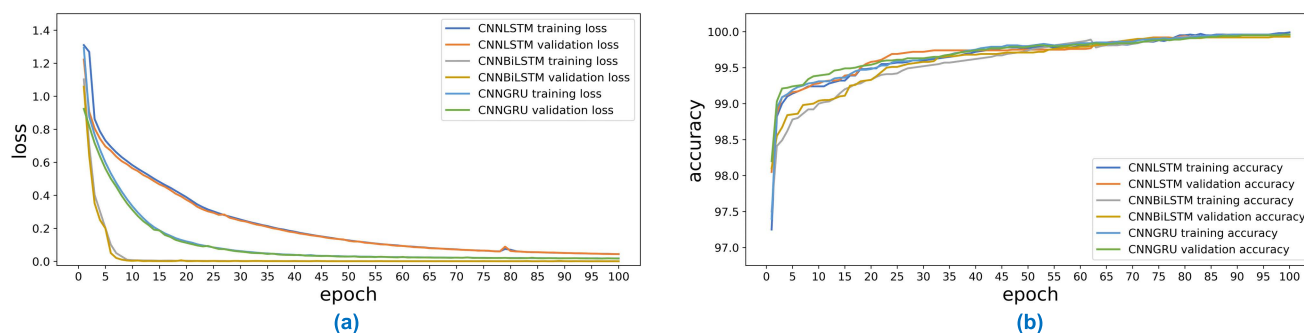 loss
1.4
1.2
1.0
0.8
0.6
0.4
0.2
0.0
CNNLSTM training loss
CNNLSTM validation loss
CNNBiLSTM training loss
CNNBiLSTM validation loss
CNNGRU training loss
CNNGRU validation loss
0 5 10 15 20 25 30 35 40 45 50 55 60 65 70 75 80 85 90 95 100
epoch
(a)
accuracy
100.0
99.5
99.0
98.5
98.0
97.5
97.0
CNNLSTM training accuracy
CNNLSTM validation accuracy
CNNBiLSTM training accuracy
CNNBiLSTM validation accuracy
CNNGRU training accuracy
CNNGRU validation accuracy
0 5 10 15 20 25 30 35 40 45 50 55 60 65 70 75 80 85 90 95 100
epoch
(b)